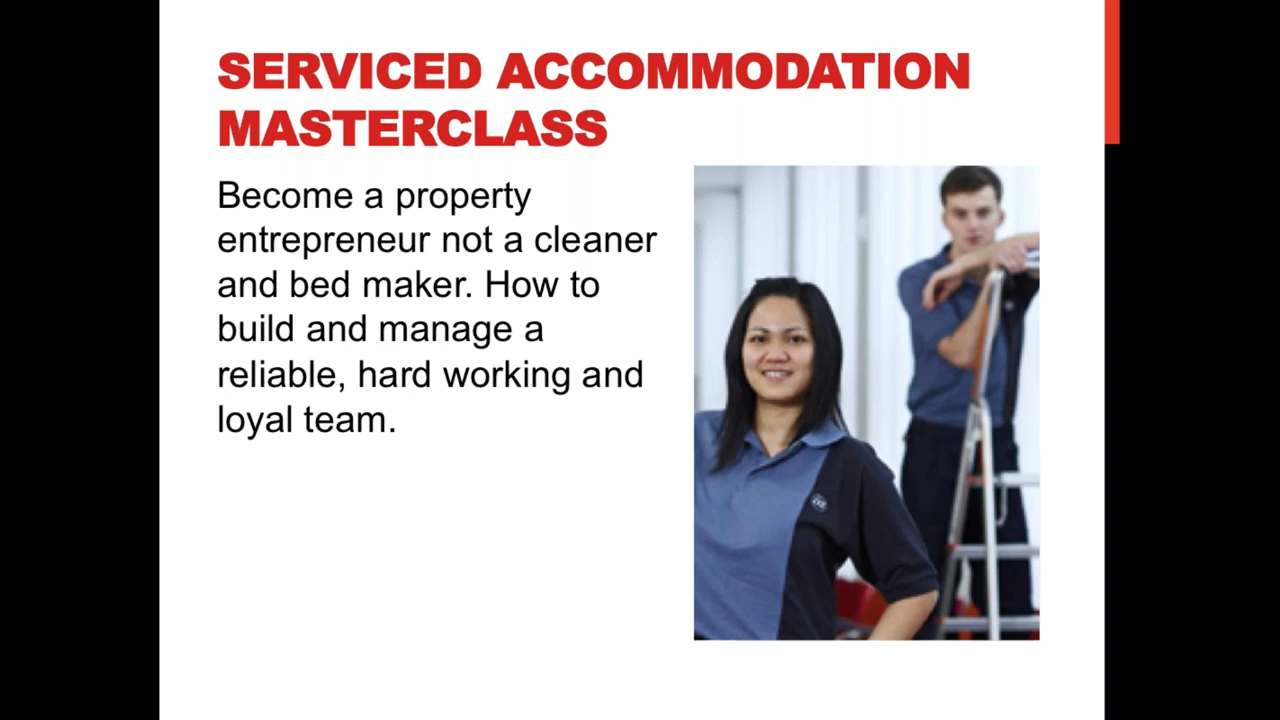 SERVICED ACCOMMODATION
MASTERCLASS
Become a property
entrepreneur not a cleaner
and bed maker. How to
build and manage a
reliable, hard working and
loyal team.